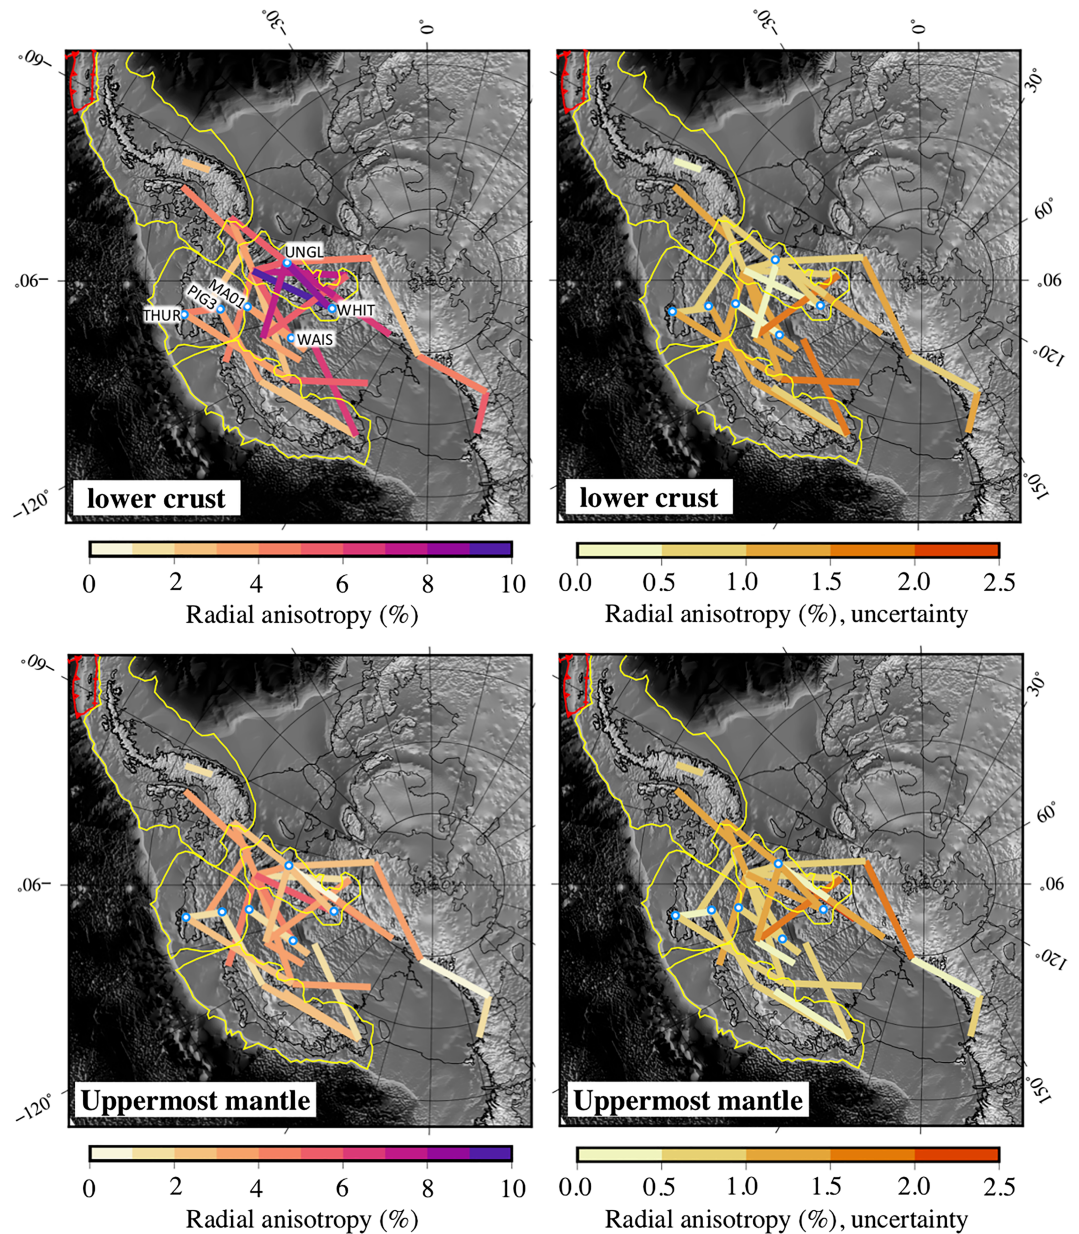 -30° 0°
-60° 30°
UNGL
MA01
PIG3
THUR
WHIT
WAIS
-90° 60°
90°
120°
-120° 150°
lower crust
lower crust
0 2 4 6 8 10
Radial anisotropy (%)
0.0 0.5 1.0 1.5 2.0 2.5
Radial anisotropy (%), uncertainty
-60° 30°
60°
-90° 90°
120°
-120° 150°
Uppermost mantle
Uppermost mantle
0 2 4 6 8 10
Radial anisotropy (%)
0.0 0.5 1.0 1.5 2.0 2.5
Radial anisotropy (%), uncertainty